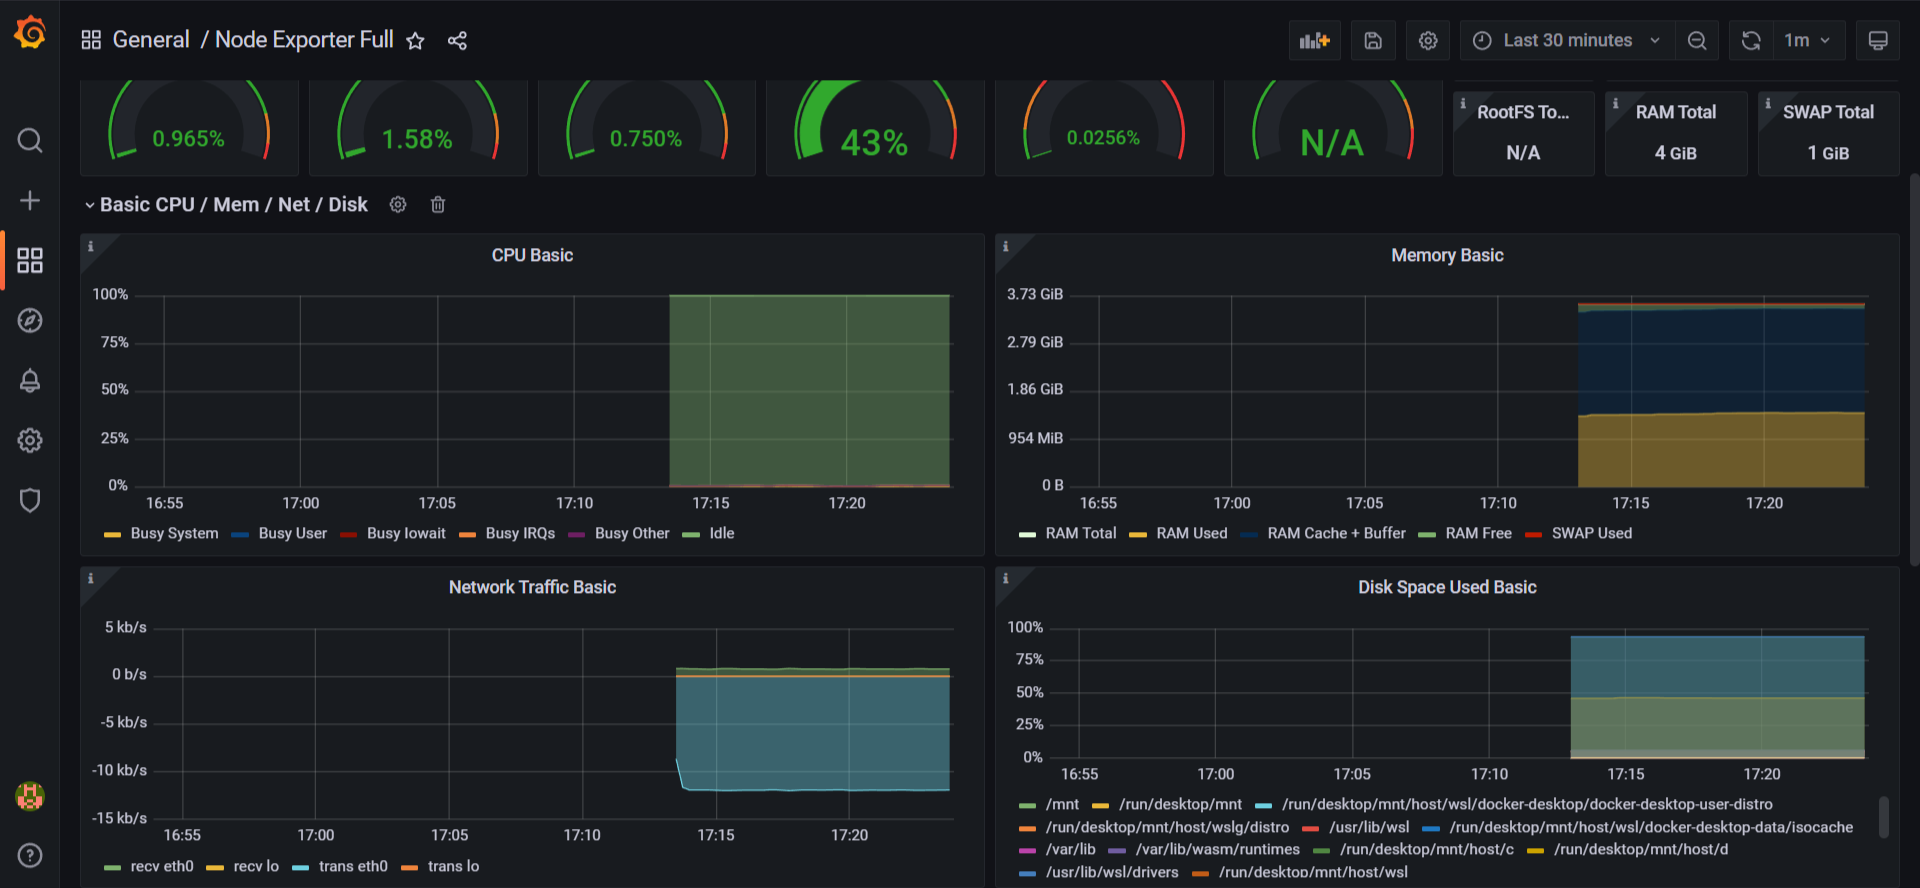 General / Node Exporter Full
Last 30 minutes
1m
0.965%
1.58%
0.750%
43%
0.0256%
N/A
RootFS To...
N/A
RAM Total
4 GiB
SWAP Total
1 GiB
Basic CPU / Mem / Net / Disk
CPU Basic
100%
75%
50%
25%
0%
16:55 17:00 17:05 17:10 17:15 17:20
Busy System Busy User Busy Iowait Busy IRQs Busy Other Idle
Memory Basic
3.73 GiB
2.79 GiB
1.86 GiB
954 MiB
0 B
16:55 17:00 17:05 17:10 17:15 17:20
RAM Total RAM Used RAM Cache + Buffer RAM Free SWAP Used
Network Traffic Basic
5 kb/s
0 b/s
-5 kb/s
-10 kb/s
-15 kb/s
16:55 17:00 17:05 17:10 17:15 17:20
recv eth0 recv lo trans eth0 trans lo
Disk Space Used Basic
100%
75%
50%
25%
0%
16:55 17:00 17:05 17:10 17:15 17:20
/mnt /run/desktop/mnt /run/desktop/mnt/host/wsl/docker-desktop/docker-desktop-user-distro
/run/desktop/mnt/host/wslg/distro /usr/lib/wsl /run/desktop/mnt/host/wsl/docker-desktop-data/isocache
/var/lib /var/lib/wasm/runtimes /run/desktop/mnt/host/c /run/desktop/mnt/host/d
/usr/lib/wsl/drivers /run/desktop/mnt/host/wsl